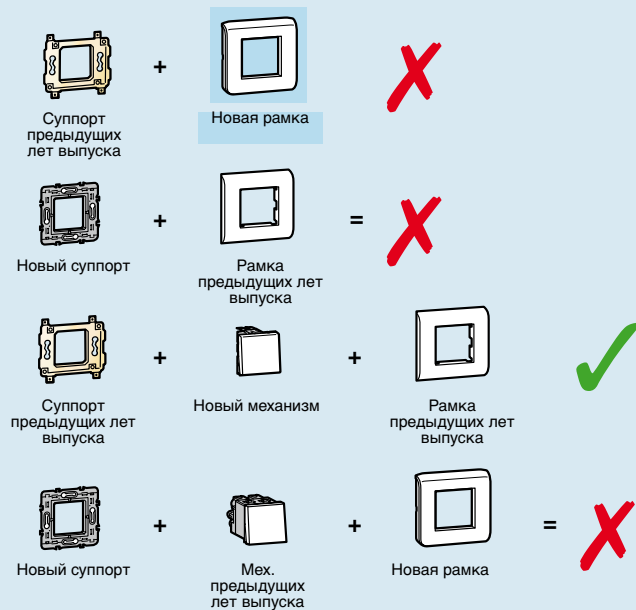 +
Суппорт
предыдущих
лет выпуска
Новая рамка
+ =
Новый суппорт
Рамка
предыдущих лет
выпуска
+ +
Суппорт
предыдущих лет
выпуска
Новый механизм
Рамка
предыдущих лет
выпуска
+ + =
Новый суппорт
Мех.
предыдущих
лет выпуска
Новая рамка